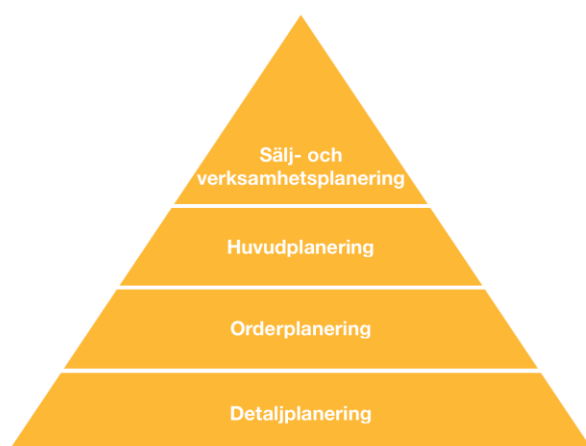 Sälj- och
verksamhetsplanering
Huvudplanering
Orderplanering
Detaljplanering